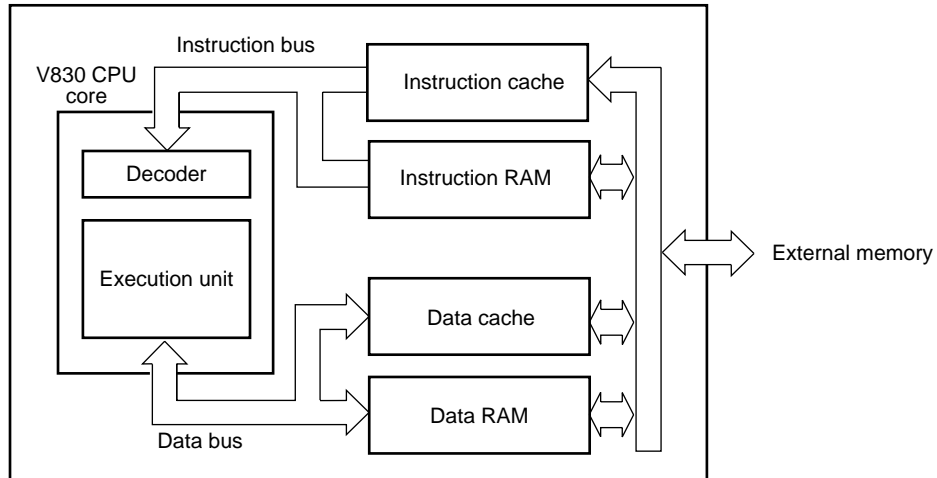 Instruction bus
V830 CPU
core
Instruction cache
Decoder
Instruction RAM
Execution unit
External memory
Data cache
Data RAM
Data bus